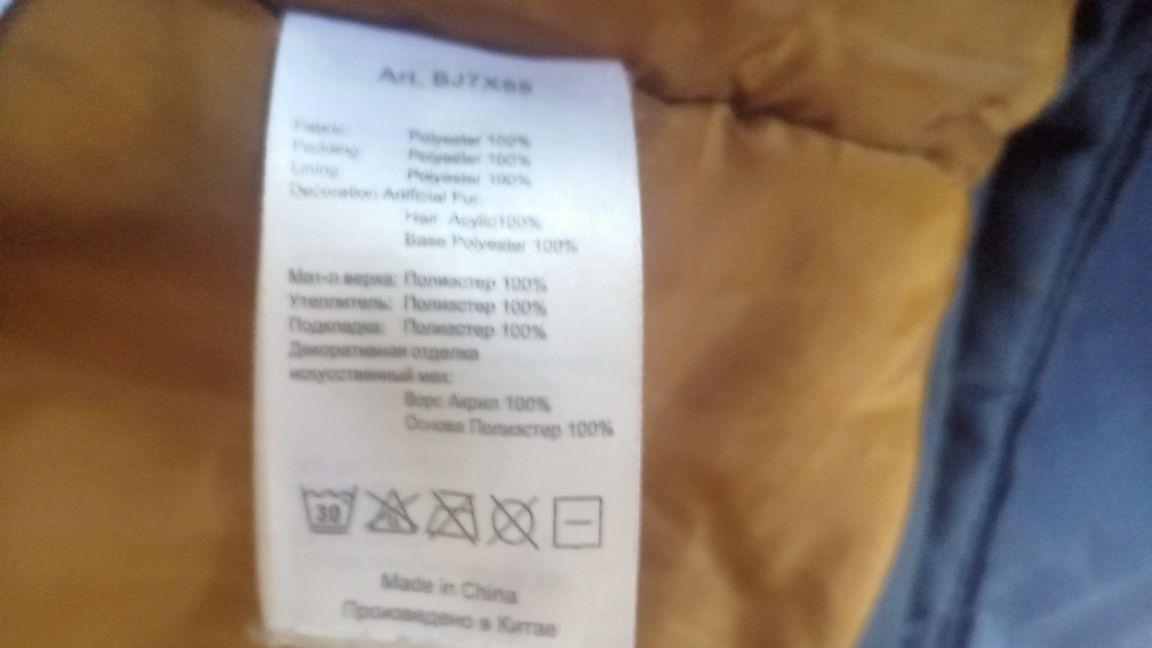 Art. BJ7X65
Fabric: Polyester 100%
Padding: Polyester 100%
Lining: Polyester 100%
Decoration Artificial Fur:
Hair Acylic100%
Base Polyester 100%
Мат-л верха: Полиэстер 100%
Утеплитель: Полиэстер 100%
Подкладка: Полиэстер 100%
Декоративная отделка
искусственный мех:
Ворс Акрил 100%
Основа Полиэстер 100%
30
Made in China
Произведено в Китае